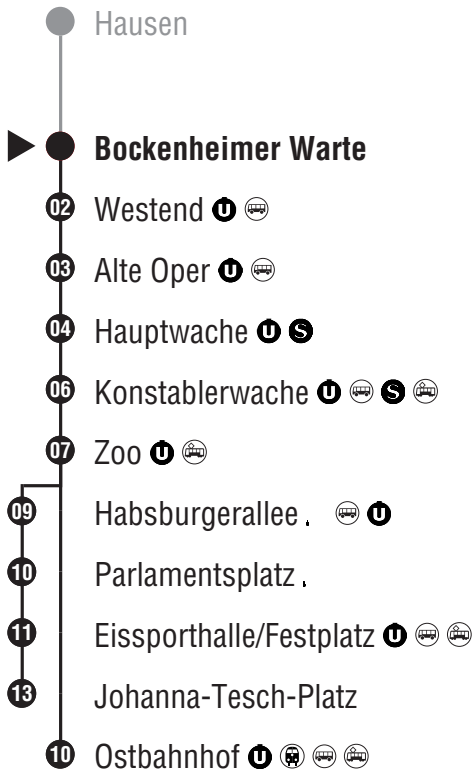 Hausen
Bockenheimer Warte
02 Westend U
03 Alte Oper U
04 Hauptwache U S
06 Konstablerwache U S
07 Zoo U
09 Habsburgerallee . U
10 Parlamentsplatz .
11 Eissporthalle/Festplatz U
13 Johanna-Tesch-Platz
10 Ostbahnhof U